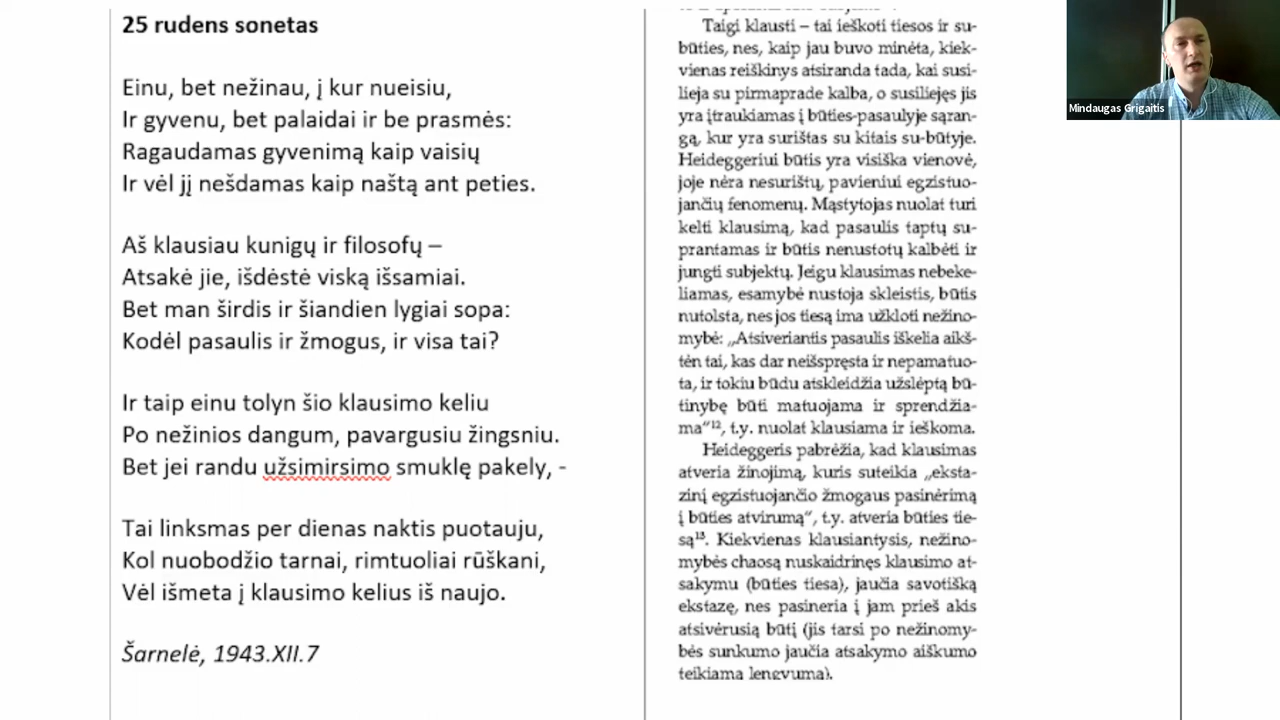 25 rudens sonetas
Einu, bet nežinau, į kur nueisiu,
Ir gyvenu, bet palaidai ir be prasmės:
Ragaudamas gyvenimą kaip vaisių
Ir vėl jį nešdamas kaip naštą ant peties.
Aš klausiau kunigų ir filosofų –
Atsakė jie, išdėstė viską išsamiai.
Bet man širdis ir šiandien lygiai sopa:
Kodėl pasaulis ir žmogus, ir visa tai?
Ir taip einu tolyn šio klausimo keliu
Po nežinios dangum, pavargusiu žingsniu.
Bet jei randu užsimirsimo smuklę pakely, -
Tai linksmas per dienas naktis puotauju,
Kol nuobodžio tarnai, rimtuoliai rūškani,
Vėl išmeta į klausimo kelius iš naujo.
Šarnelė, 1943.XII.7
Taigi klausti – tai ieškoti tiesos ir su-
būties, nes, kaip jau buvo minėta, kiek-
vienas reiškinys atsiranda tada, kai susi-
lieja su pirmaprade kalba, o susiliejęs jis
yra įtraukiamas į būties-pasaulyje sąran-
gą, kur yra surištas su kitais su-būtyje.
Heideggeriui būtis yra visiška vienovė,
joje nėra nesurištų, pavieniui egzistuo-
jančių fenomenų. Mąstytojas nuolat turi
kelti klausimą, kad pasaulis taptų su-
prantamas ir būtis nenustotų kalbėti ir
jungti subjektų. Jeigu klausimas nebeke-
liamas, esamybė nustoja skleistis, būtis
nutolsta, nes jos tiesą ima užkloti nežino-
mybė: „Atsiveriantis pasaulis iškelia aikš-
tėn tai, kas dar neišspręsta ir nepamatuo-
ta, ir tokiu būdu atskleidžia užslėptą bū-
tinybę būti matuojama ir sprendžia-
ma“¹², t.y. nuolat klausiama ir ieškoma.
Heideggeris pabrėžia, kad klausimas
atveria žinojimą, kuris suteikia „eksta-
zinį egzistuojančio žmogaus pasinėrimą
į būties atvirumą“, t.y. atveria būties tie-
są¹³. Kiekvienas klausiantysis, nežino-
mybės chaosą nuskaidrinęs klausimo at-
sakymu (būties tiesa), jaučia savotišką
ekstazę, nes pasineria į jam prieš akis
atsivėrusią būtį (jis tarsi po nežinomy-
bės sunkumo jaučia atsakymo aiškumo
teikiamą lengvumą).
Mindaugas Grigaitis